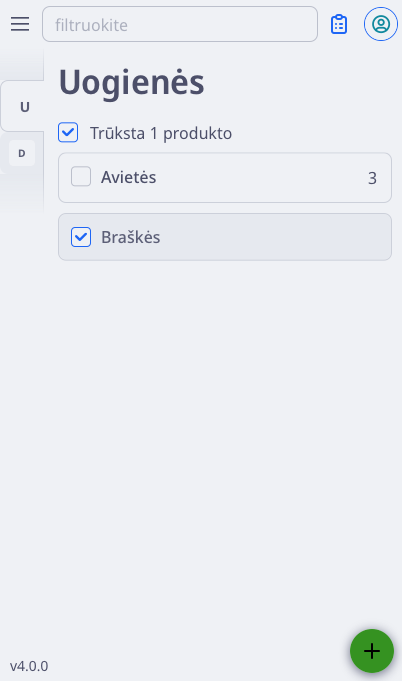 filtruokite
U
D
Uogienės
Trūksta 1 produkto
Avietės 3
Braškės
v4.0.0